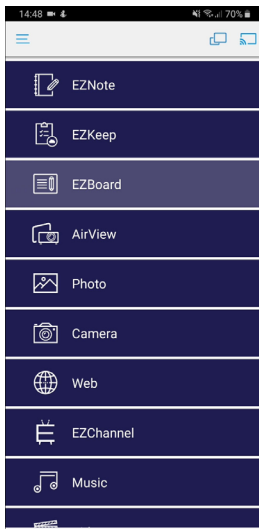 14:48
70%
EZNote
EZKeep
EZBoard
AirView
Photo
Camera
Web
EZChannel
Music